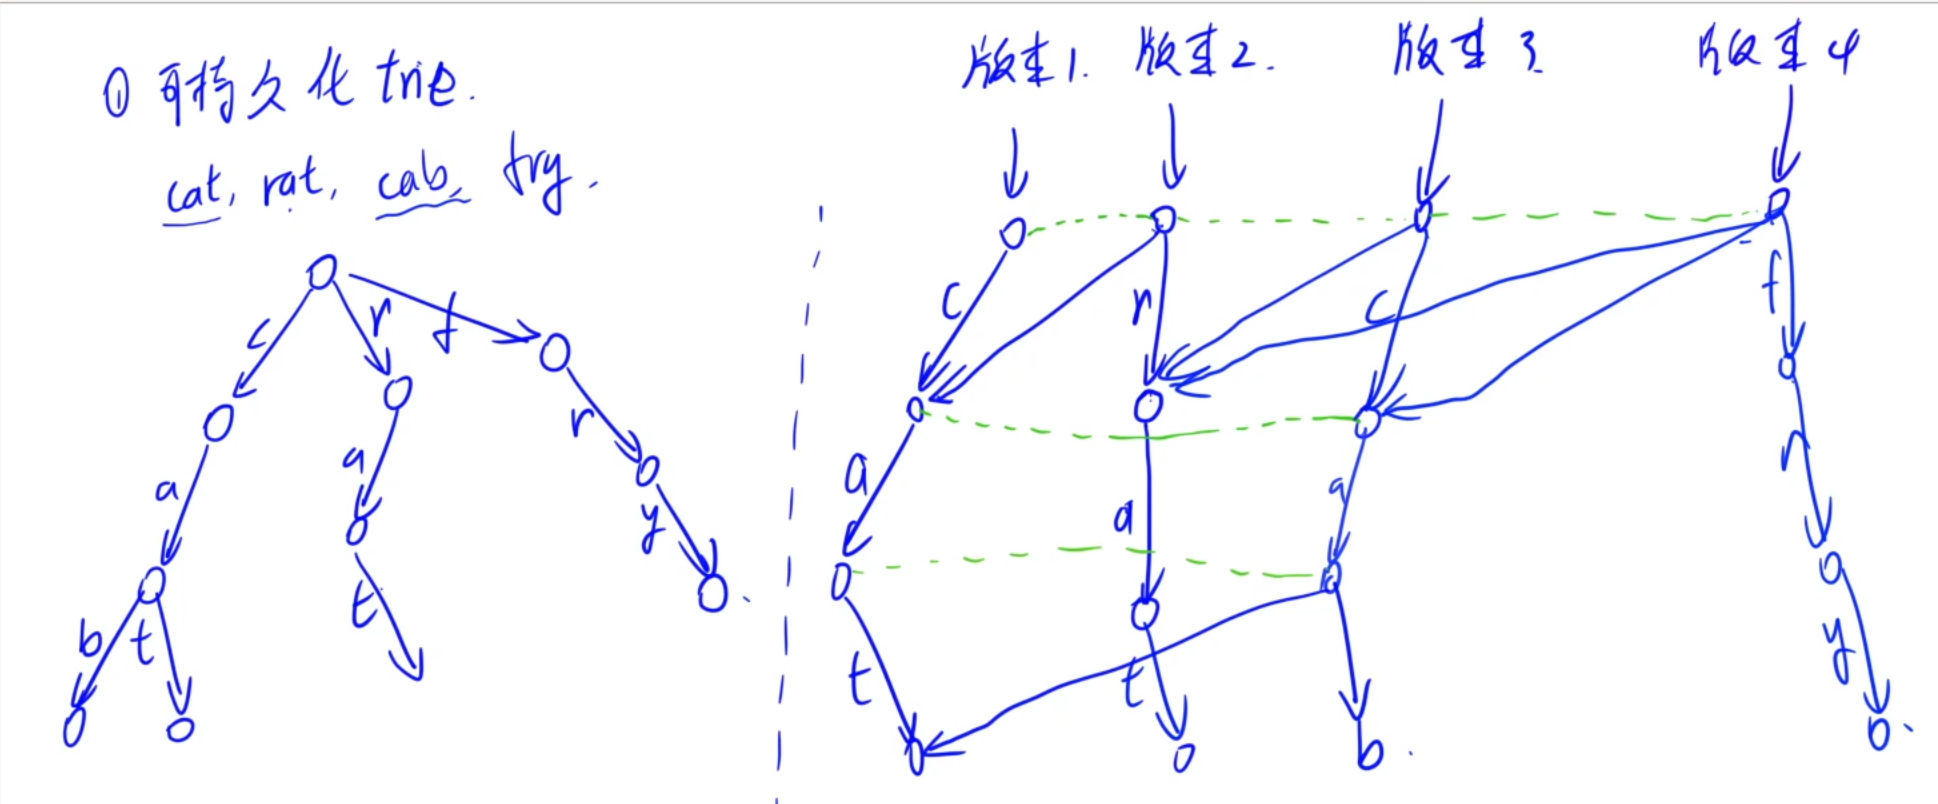 ① 可持久化 trie.
cat, rat, cab, fry.
c r f
a a r
b t t y
版本1. 版本2. 版本3 版本4
c r c f
a a a r
t t b y